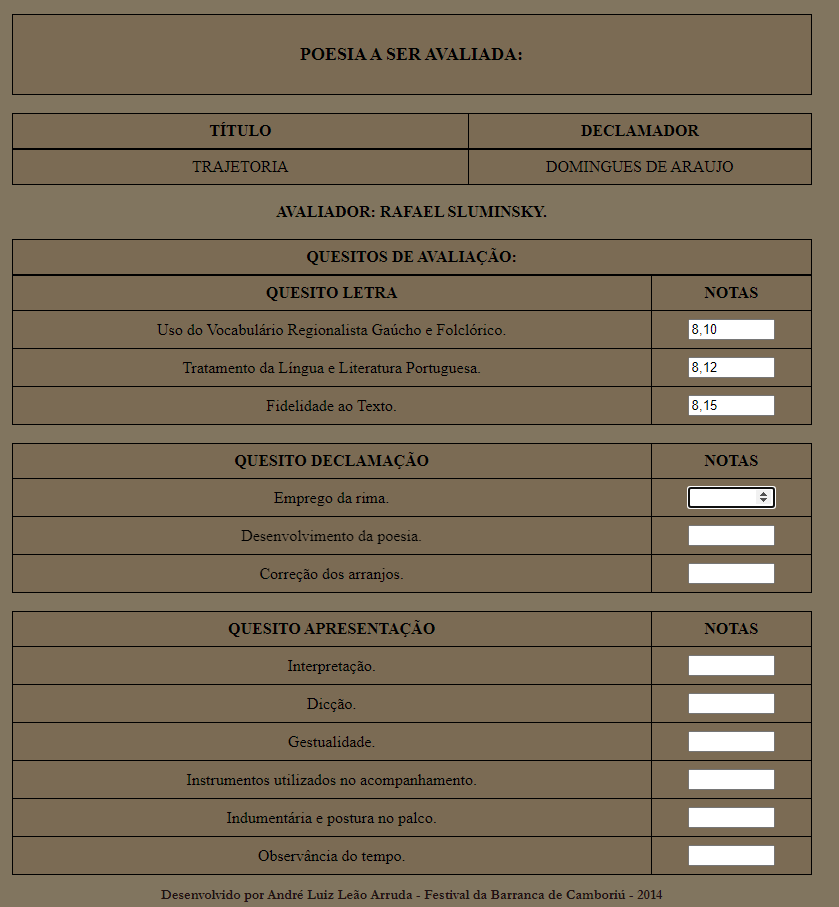 POESIA A SER AVALIADA:
TÍTULO DECLAMADOR
TRAJETORIA DOMINGUES DE ARAUJO
AVALIADOR: RAFAEL SLUMINSKY.
QUESITOS DE AVALIAÇÃO:
QUESITO LETRA NOTAS
Uso do Vocabulário Regionalista Gaúcho e Folclórico. 8,10
Tratamento da Língua e Literatura Portuguesa. 8,12
Fidelidade ao Texto. 8,15
QUESITO DECLAMAÇÃO NOTAS
Emprego da rima.
Desenvolvimento da poesia.
Correção dos arranjos.
QUESITO APRESENTAÇÃO NOTAS
Interpretação.
Dicção.
Gestualidade.
Instrumentos utilizados no acompanhamento.
Indumentária e postura no palco.
Observância do tempo.
Desenvolvido por André Luiz Leão Arruda - Festival da Barranca de Camboriú - 2014